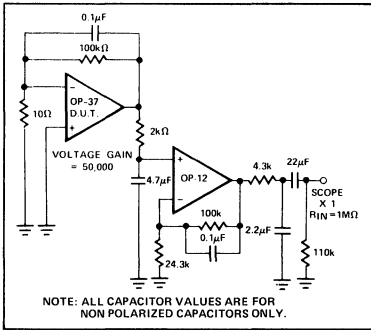 0.1μF
100kΩ
−
OP-37
D.U.T.
+
10Ω
2kΩ
VOLTAGE GAIN
= 50,000
4.7μF
+
OP-12
−
4.3k
22μF
SCOPE
X 1
RIN = 1MΩ
100k
0.1μF
2.2μF
24.3k
110k
NOTE: ALL CAPACITOR VALUES ARE FOR
NON POLARIZED CAPACITORS ONLY.